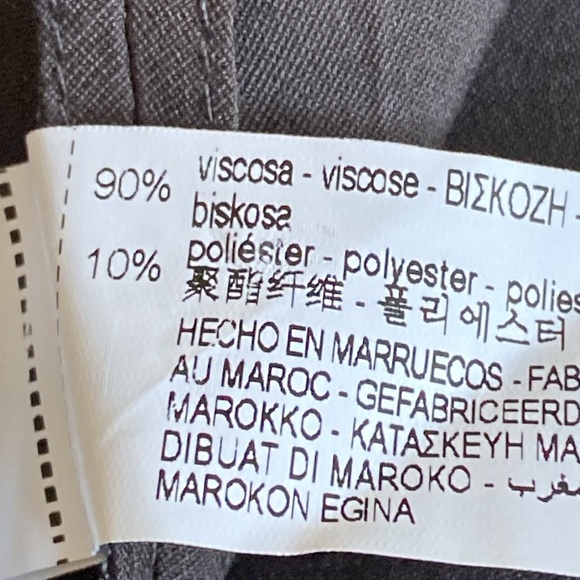 90% viscosa - viscose - ΒΙΣΚΟΖΗ -
biskosa
10% poliéster - polyester - polies
聚酯纤维 - 폴리에스터
HECHO EN MARRUECOS - FAB
AU MAROC - GEFABRICEERD
MAROKKO - ΚΑΤΑΣΚΕΥΗ ΜΑ
DIBUAT DI MAROKO - مغرب
MAROKON EGINA